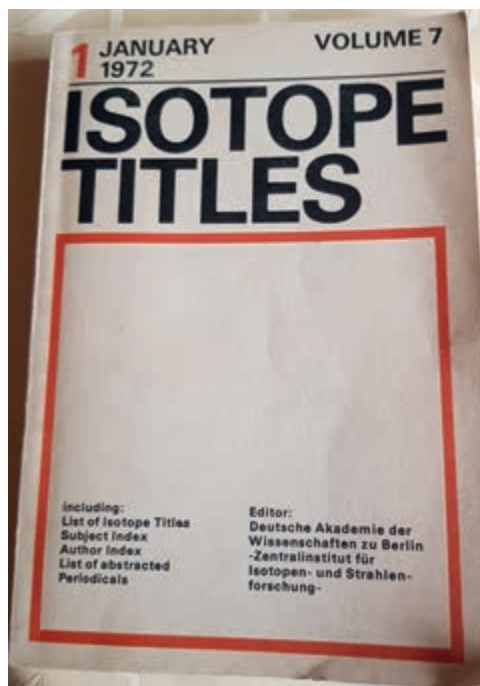 1 JANUARY 1972
VOLUME 7
ISOTOPE
TITLES
including:
List of Isotope Titles
Subject Index
Author Index
List of abstracted
Periodicals
Editor:
Deutsche Akademie der
Wissenschaften zu Berlin
-Zentralinstitut für
Isotopen- und Strahlen-
forschung-